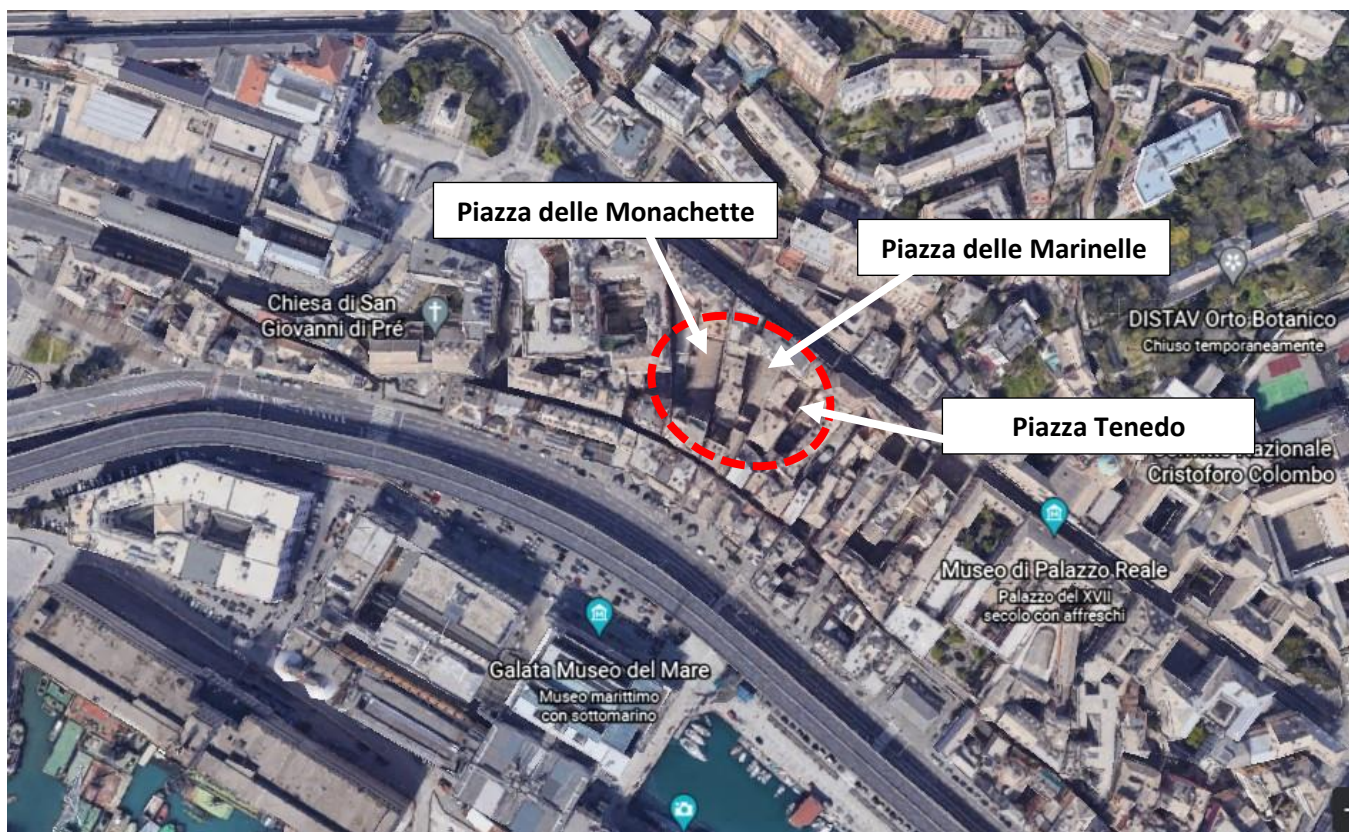 Piazza delle Monachette
Piazza delle Marinelle
Chiesa di San
Giovanni di Pré
DISTAV Orto Botanico
Chiuso temporaneamente
Piazza Tenedo
Nazionale
Cristoforo Colombo
Museo di Palazzo Reale
Palazzo del XVII
secolo con affreschi
Galata Museo del Mare
Museo marittimo
con sottomarino